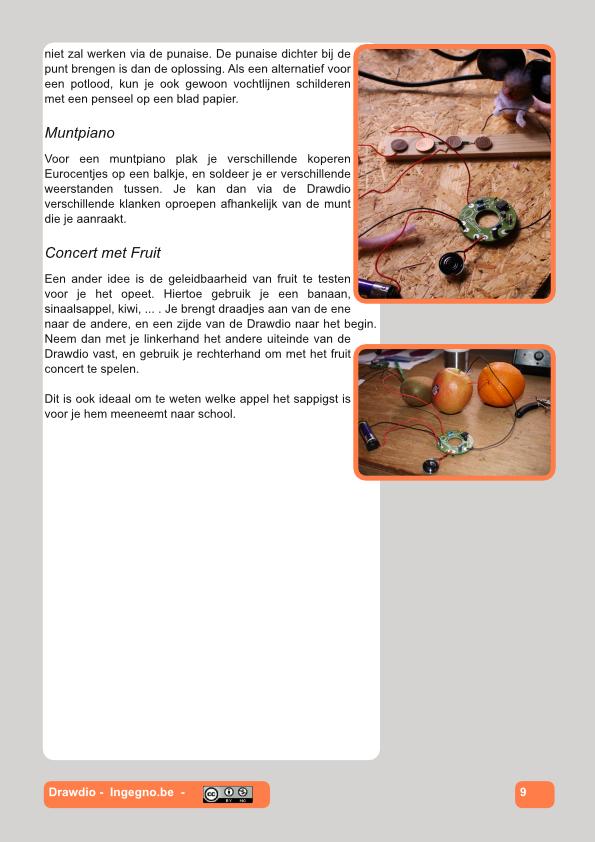 niet zal werken via de punaise. De punaise dichter bij de
punt brengen is dan de oplossing. Als een alternatief voor
een potlood, kun je ook gewoon vochtlijnen schilderen
met een penseel op een blad papier.
Muntpiano
Voor een muntpiano plak je verschillende koperen
Eurocentjes op een balkje, en soldeer je er verschillende
weerstanden tussen. Je kan dan via de Drawdio
verschillende klanken oproepen afhankelijk van de munt
die je aanraakt.
Concert met Fruit
Een ander idee is de geleidbaarheid van fruit te testen
voor je het opeet. Hiertoe gebruik je een banaan,
sinaalsappel, kiwi, ... . Je brengt draadjes aan van de ene
naar de andere, en een zijde van de Drawdio naar het begin.
Neem dan met je linkerhand het andere uiteinde van de
Drawdio vast, en gebruik je rechterhand om met het fruit
concert te spelen.
Dit is ook ideaal om te weten welke appel het sappigst is
voor je hem meeneemt naar school.
Drawdio - Ingegno.be -
cc
BY NC
9